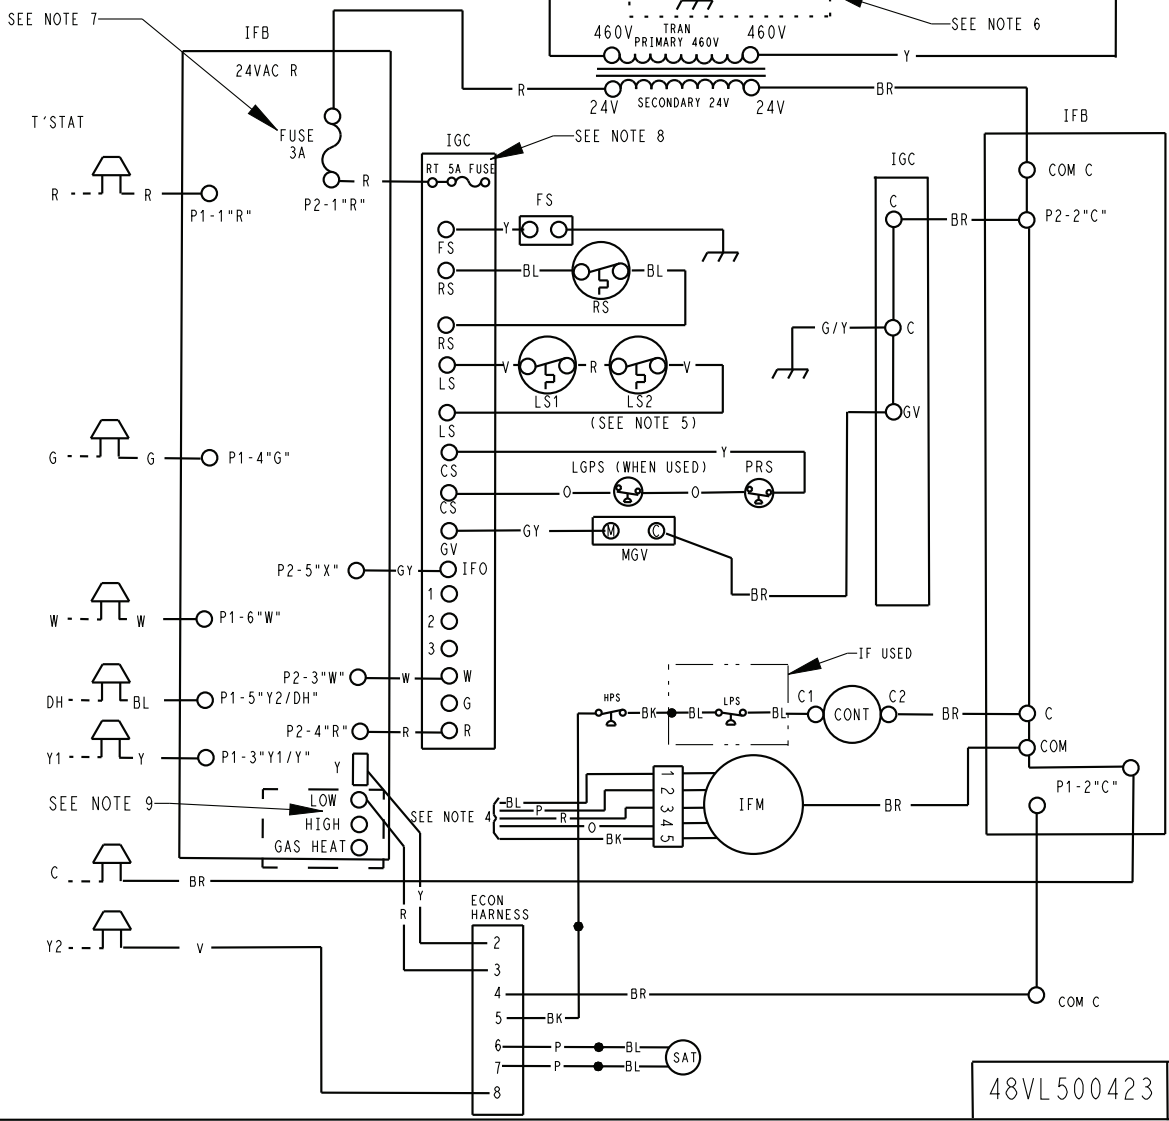 SEE NOTE 7
SEE NOTE 6
IFB
460V
TRAN
PRIMARY 460V
460V
Y
24VAC R
R
24V
SECONDARY 24V
24V
BR
T'STAT
FUSE
3A
SEE NOTE 8
IFB
IGC
RT 5A FUSE
IGC
COM C
R
R
P1-1"R"
P2-1"R"
R
FS
C
BR
P2-2"C"
FS
Y
RS
BL
BL
RS
RS
G/Y
C
LS
V
R
V
LS1
LS2
(SEE NOTE 5)
LS
GV
G
G
P1-4"G"
CS
Y
LGPS (WHEN USED)
PRS
CS
O
O
GV
GY
M
C
MGV
P2-5"X"
GY
IFO
1
BR
W
W
P1-6"W"
2
3
IF USED
P2-3"W"
W
W
DH
BL
P1-5"Y2/DH"
G
HPS
LPS
C1
C2
BK
BL
BL
CONT
BR
C
P2-4"R"
R
R
COM
Y1
Y
P1-3"Y1/Y"
Y
P1-2"C"
SEE NOTE 9
LOW
HIGH
GAS HEAT
SEE NOTE 4
BL
P
R
O
BK
1
2
3
4
5
IFM
BR
C
BR
Y
R
ECON
HARNESS
Y2
V
2
3
4
BR
COM C
5
BK
6
P
BL
SAT
7
P
BL
8
48VL500423